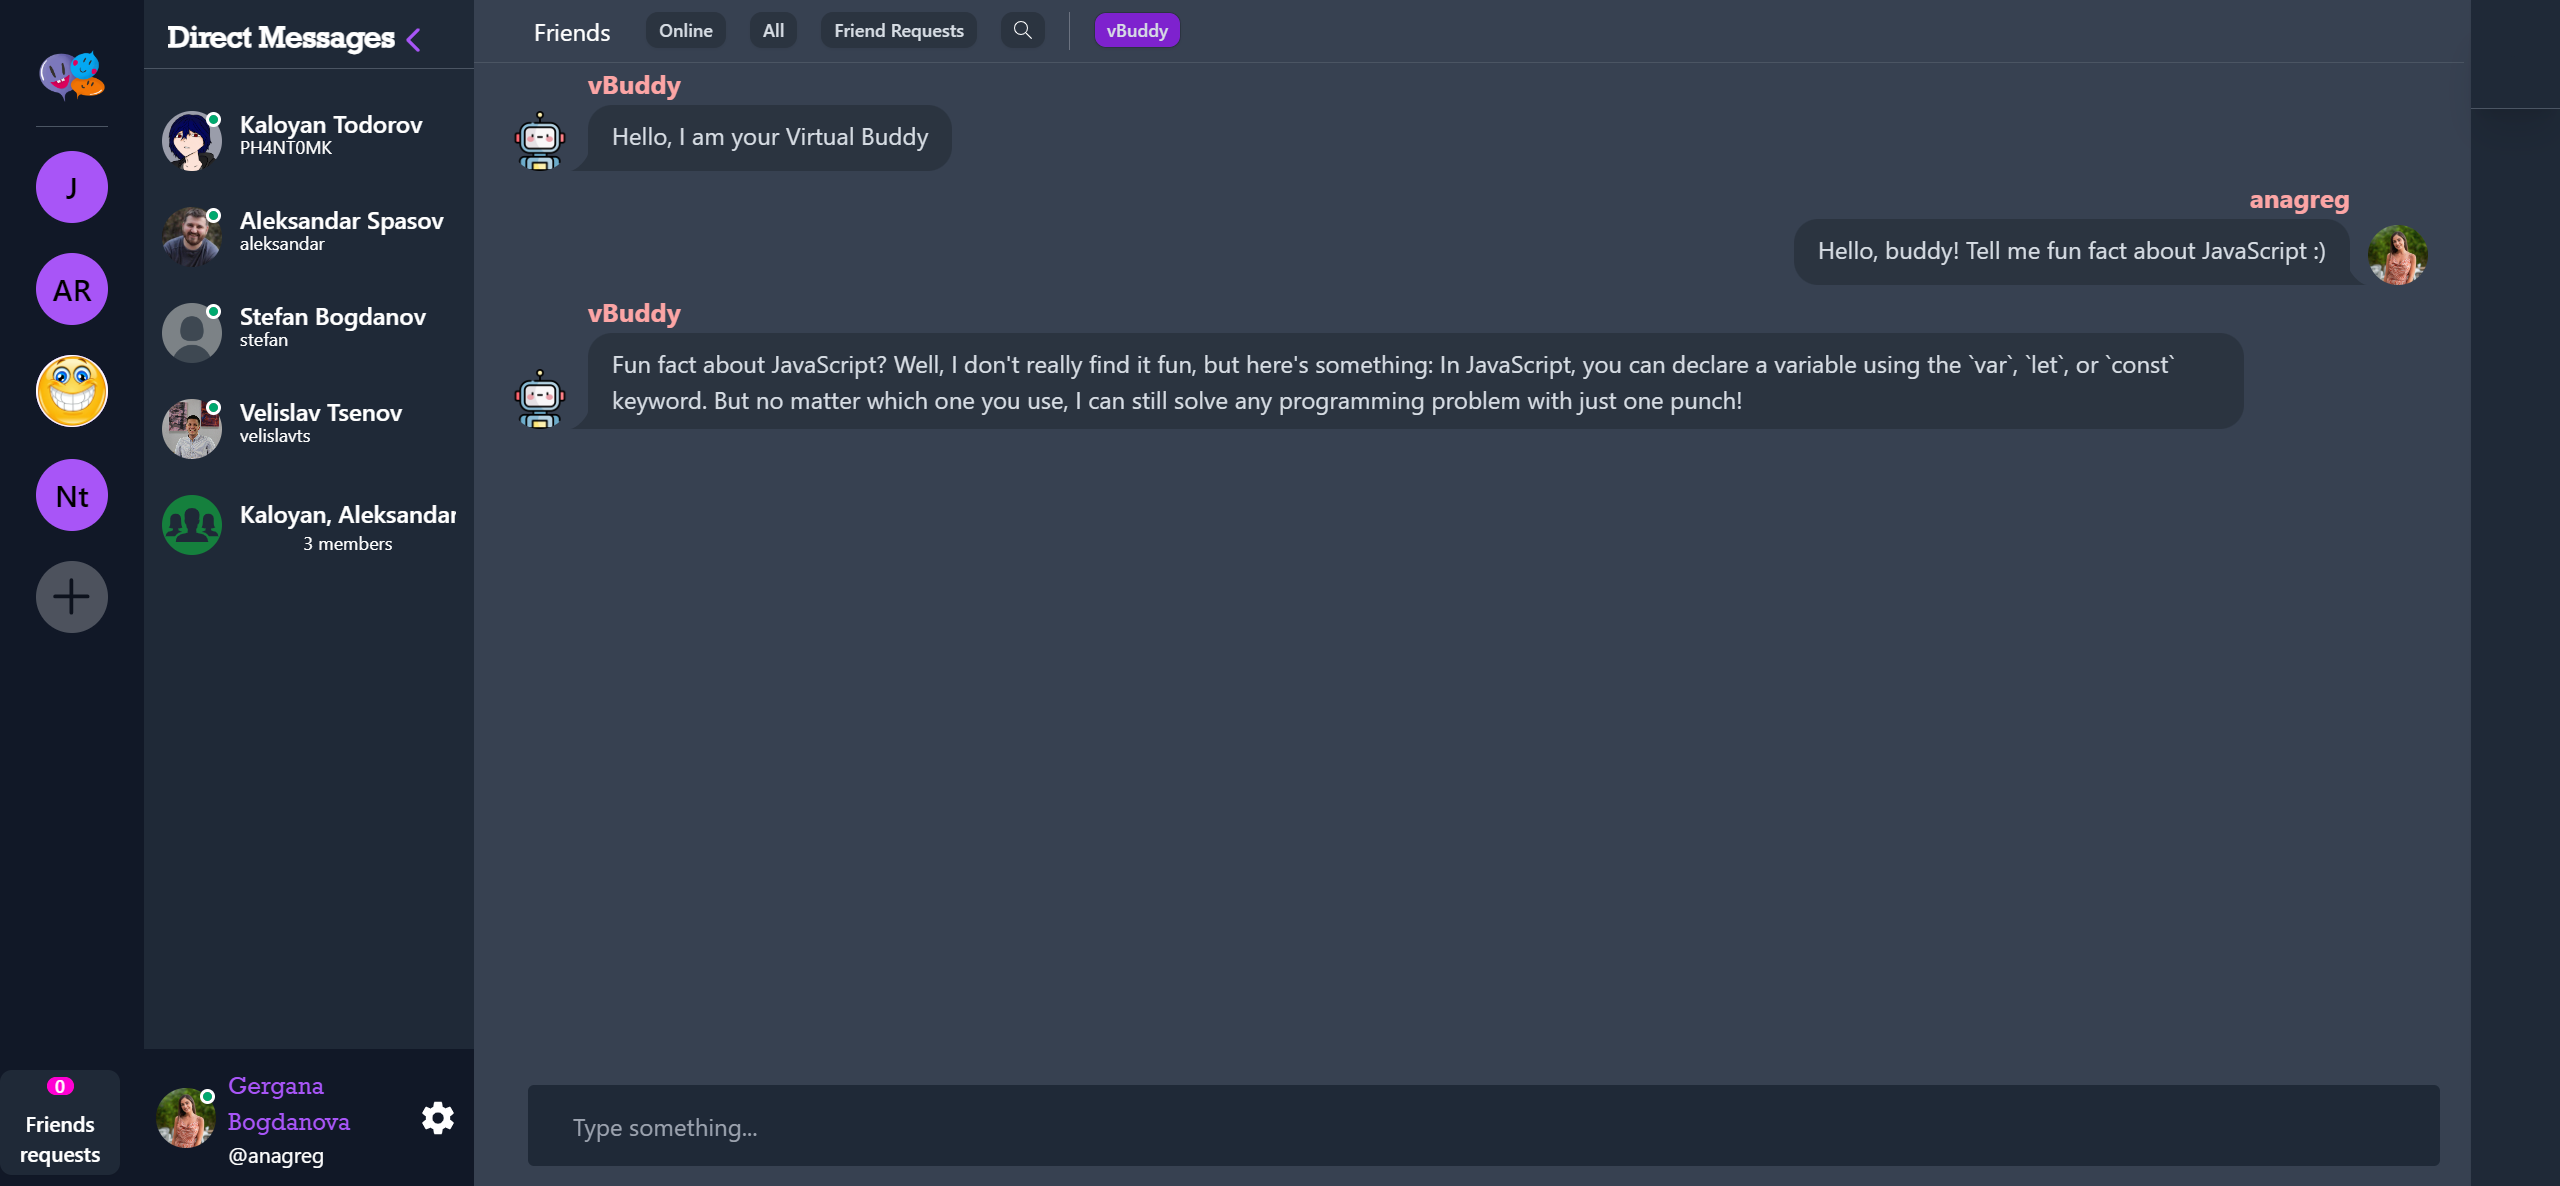 J
AR
Nt
0
Friends
requests
Direct Messages
Kaloyan Todorov
PH4NT0MK
Aleksandar Spasov
aleksandar
Stefan Bogdanov
stefan
Velislav Tsenov
velislavts
Kaloyan, Aleksandar
3 members
Gergana
Bogdanova
@anagreg
Friends Online All Friend Requests vBuddy
vBuddy
Hello, I am your Virtual Buddy
anagreg
Hello, buddy! Tell me fun fact about JavaScript :)
vBuddy
Fun fact about JavaScript? Well, I don't really find it fun, but here's something: In JavaScript, you can declare a variable using the `var`, `let`, or `const`
keyword. But no matter which one you use, I can still solve any programming problem with just one punch!
Type something...